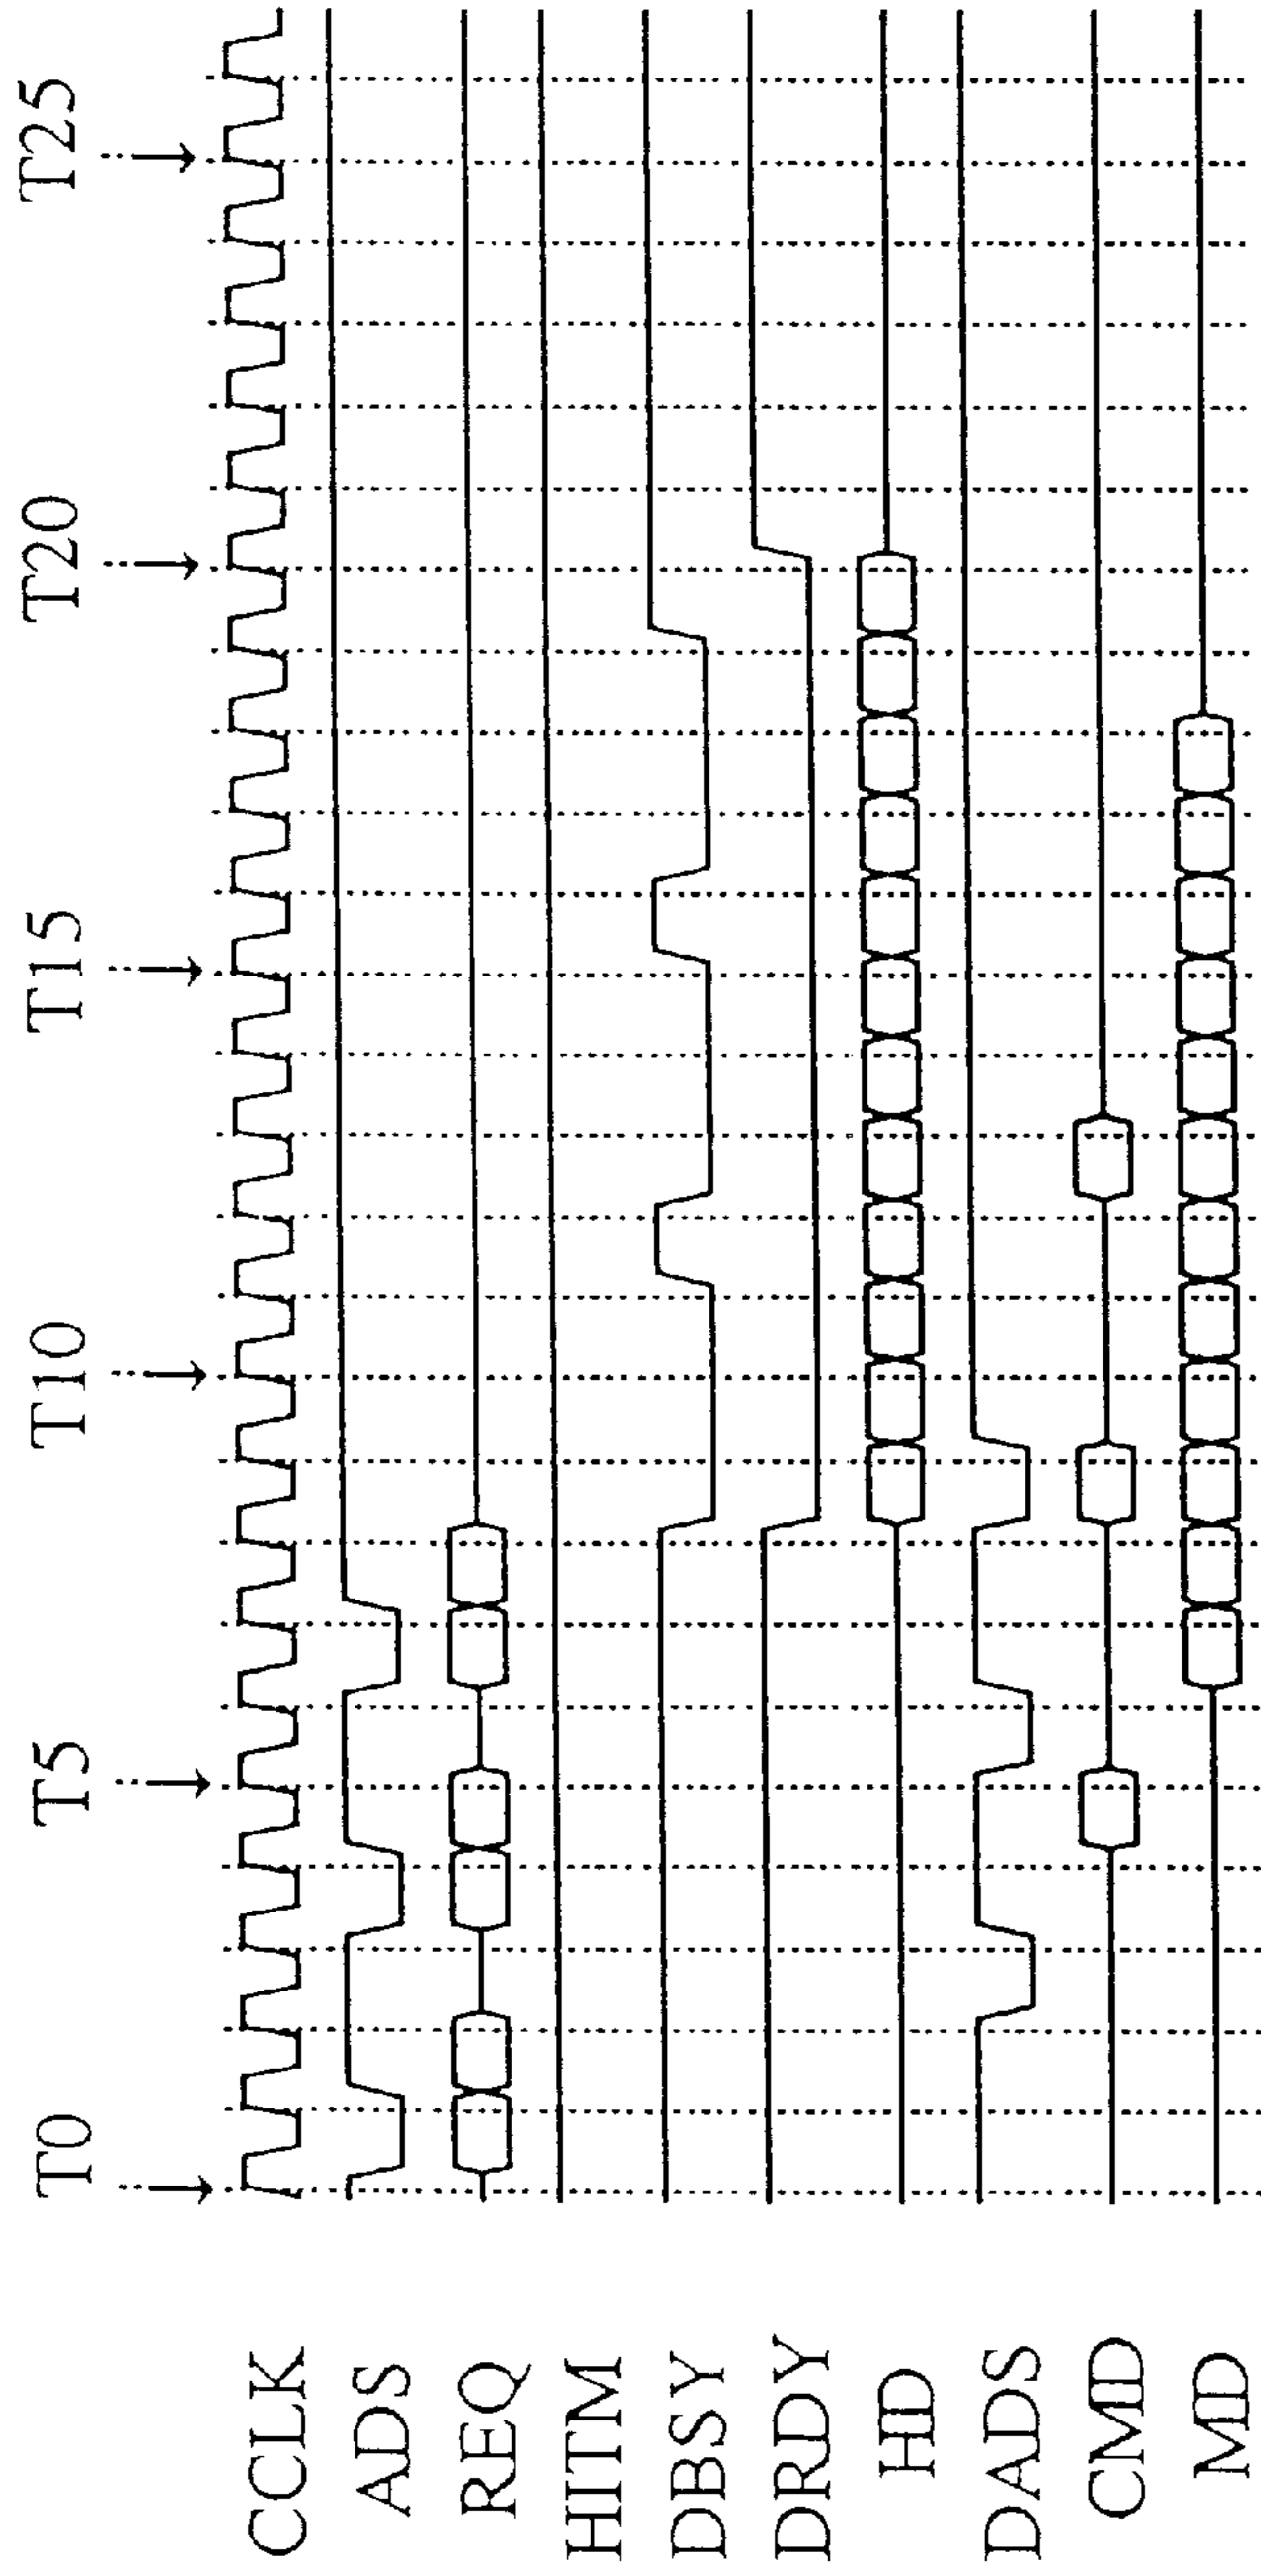 T0 T5 T10 T15 T20 T25
CCLK
ADS
REQ
HITM
DBSY
DRDY
HD
DADS
CMD
MD